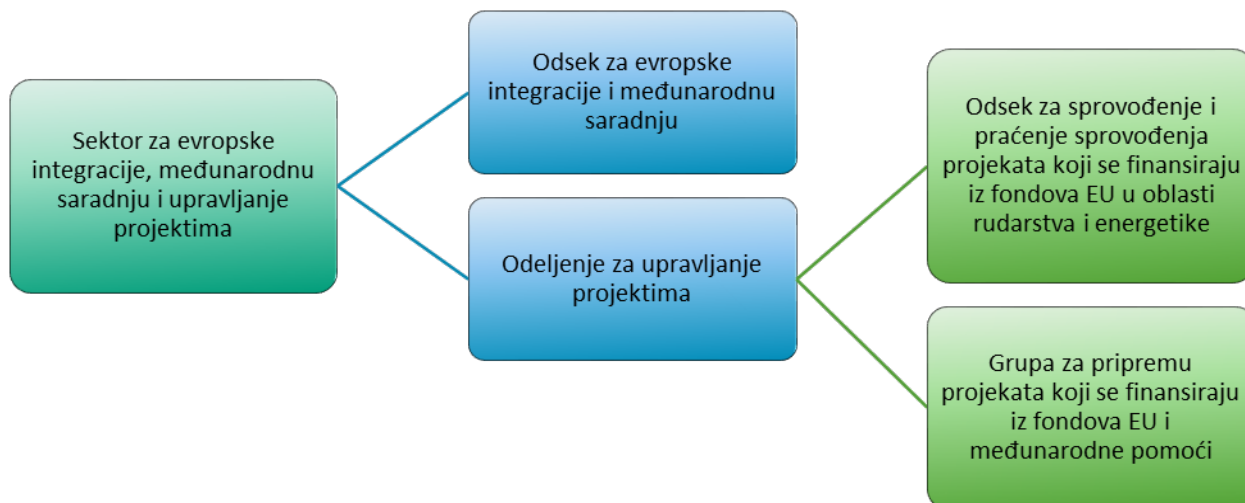 Sektor za evropske
integracije, međunarodnu
saradnju i upravljanje
projektima
Odsek za evropske
integracije i međunarodnu
saradnju
Odeljenje za upravljanje
projektima
Odsek za sprovođenje i
praćenje sprovođenja
projekata koji se finansiraju
iz fondova EU u oblasti
rudarstva i energetike
Grupa za pripremu
projekata koji se finansiraju
iz fondova EU i
međunarodne pomoći